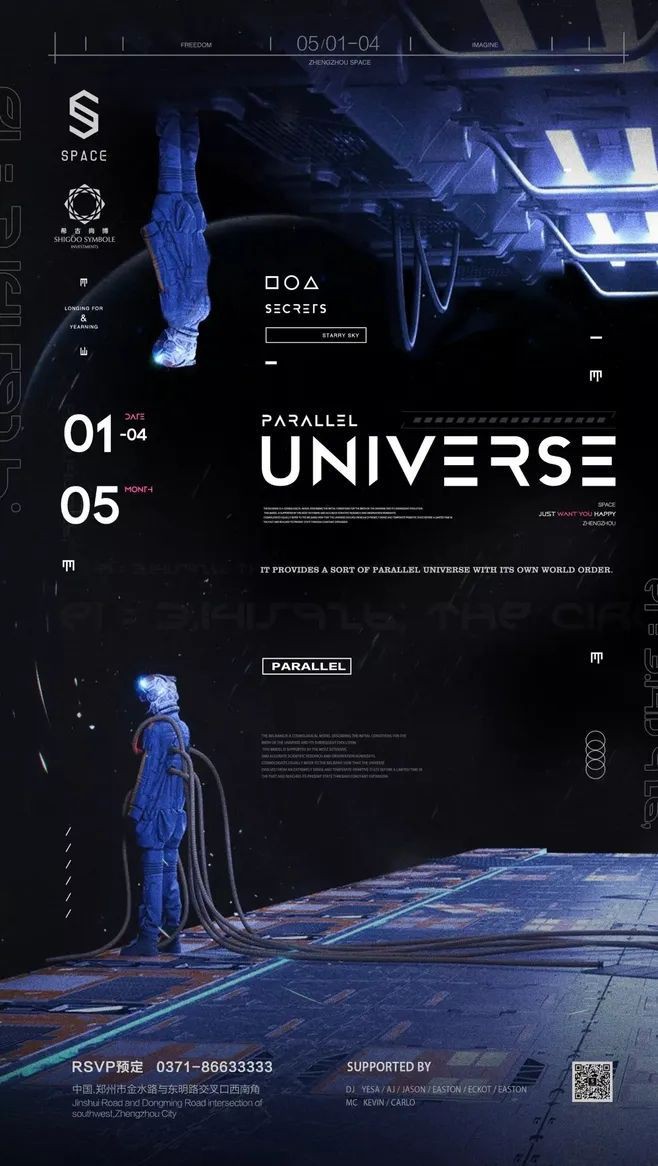 FREEDOM
05/01-04
IMAGINE
ZHENGZHOU SPACE
SPACE
希古尚博
SHIGOO SYMBOLE
INVESTMENTS
LONGING FOR
&
YEARNING
SECRETS
STARRY SKY
01-04
DATE
05
MONTH
PARALLEL
UNIVERSE
SPACE
JUST WANT YOU HAPPY
ZHENGZHOU
IT PROVIDES A SORT OF PARALLEL UNIVERSE WITH ITS OWN WORLD ORDER.
PARALLEL
RSVP预定 0371-86633333
中国.郑州市金水路与东明路交叉口西南角
Jinshui Road and Dongming Road intersection of
southwest,Zhengzhou City
SUPPORTED BY
DJ YESA / AJ / JASON / EASTON / ECKOT / EASTON
MC KEVIN / CARLO